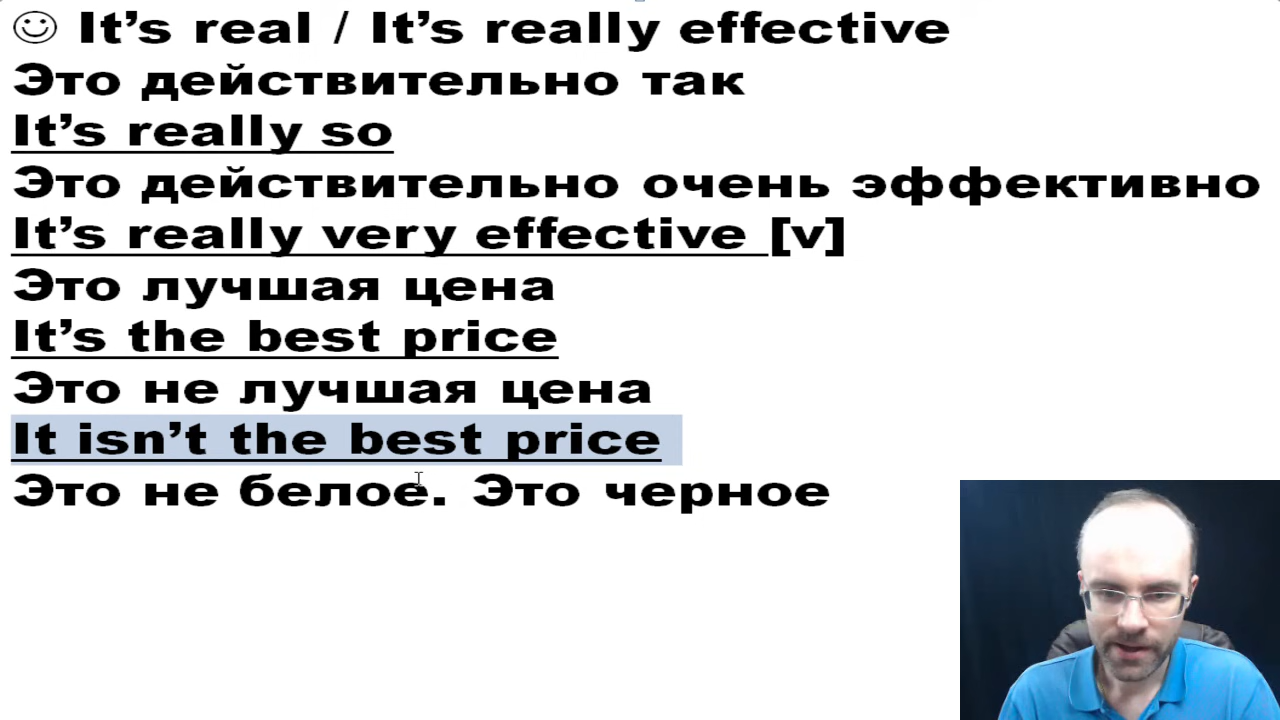 ☺ It’s real / It’s really effective
Это действительно так
It’s really so
Это действительно очень эффективно
It’s really very effective [v]
Это лучшая цена
It’s the best price
Это не лучшая цена
It isn’t the best price
Это не белое. Это черное